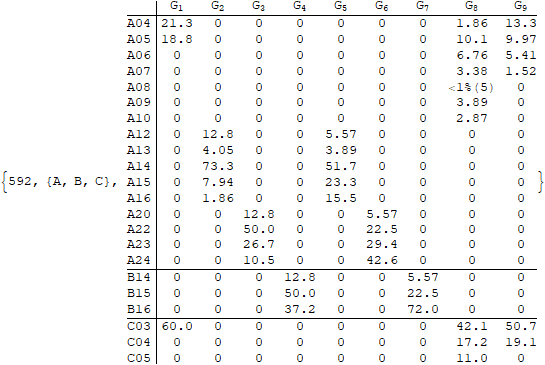 G1 G2 G3 G4 G5 G6 G7 G8 G9
A04 21.3 0 0 0 0 0 0 1.86 13.3
A05 18.8 0 0 0 0 0 0 10.1 9.97
A06 0 0 0 0 0 0 0 6.76 5.41
A07 0 0 0 0 0 0 0 3.38 1.52
A08 0 0 0 0 0 0 0 <1%(5) 0
A09 0 0 0 0 0 0 0 3.89 0
A10 0 0 0 0 0 0 0 2.87 0
A12 0 12.8 0 0 5.57 0 0 0 0
A13 0 4.05 0 0 3.89 0 0 0 0
A14 0 73.3 0 0 51.7 0 0 0 0
{592, {A, B, C}, A15 0 7.94 0 0 23.3 0 0 0 0 }
A16 0 1.86 0 0 15.5 0 0 0 0
A20 0 0 12.8 0 0 5.57 0 0 0
A22 0 0 50.0 0 0 22.5 0 0 0
A23 0 0 26.7 0 0 29.4 0 0 0
A24 0 0 10.5 0 0 42.6 0 0 0
B14 0 0 0 12.8 0 0 5.57 0 0
B15 0 0 0 50.0 0 0 22.5 0 0
B16 0 0 0 37.2 0 0 72.0 0 0
C03 60.0 0 0 0 0 0 0 42.1 50.7
C04 0 0 0 0 0 0 0 17.2 19.1
C05 0 0 0 0 0 0 0 11.0 0